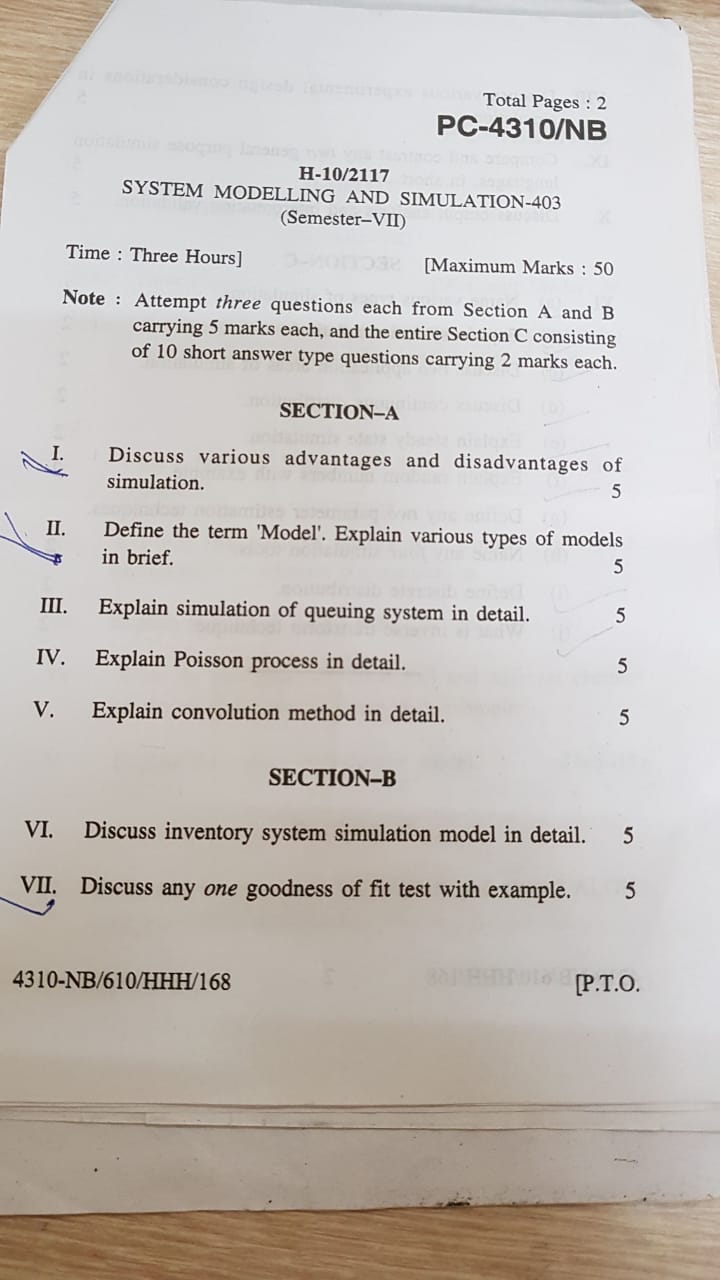 Total Pages : 2
PC-4310/NB
H-10/2117
SYSTEM MODELLING AND SIMULATION-403
(Semester–VII)
Time : Three Hours] [Maximum Marks : 50
Note : Attempt three questions each from Section A and B
carrying 5 marks each, and the entire Section C consisting
of 10 short answer type questions carrying 2 marks each.
SECTION–A
I. Discuss various advantages and disadvantages of
simulation. 5
II. Define the term 'Model'. Explain various types of models
in brief. 5
III. Explain simulation of queuing system in detail. 5
IV. Explain Poisson process in detail. 5
V. Explain convolution method in detail. 5
SECTION–B
VI. Discuss inventory system simulation model in detail. 5
VII. Discuss any one goodness of fit test with example. 5
4310-NB/610/HHH/168 [P.T.O.